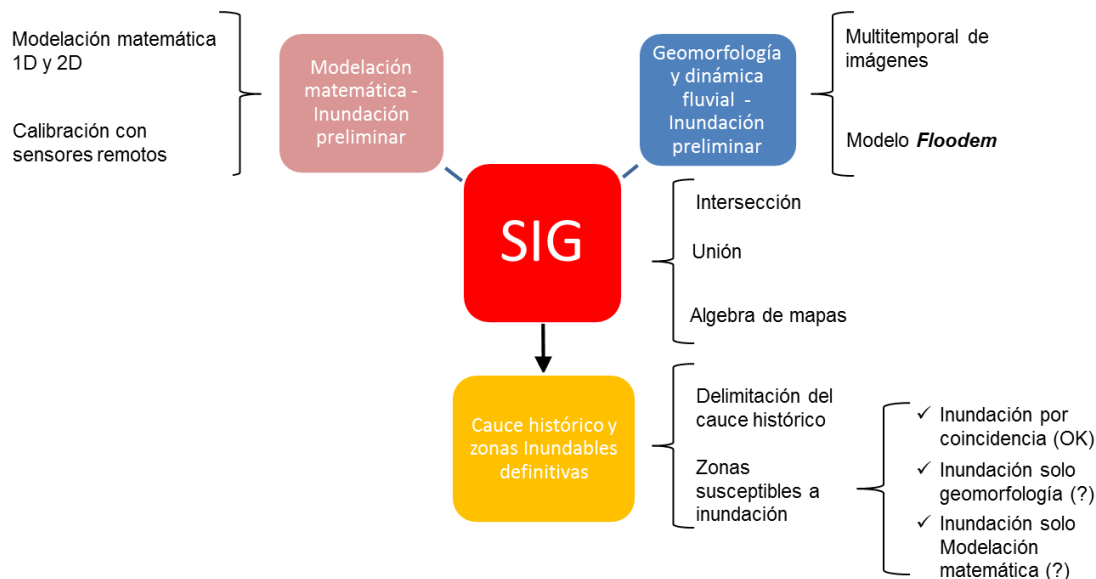 Modelación matemática
1D y 2D
Calibración con
sensores remotos
Modelación
matemática -
Inundación
preliminar
Geomorfología
y dinámica
fluvial -
Inundación
preliminar
Multitemporal de
imágenes
Modelo Floodem
SIG
Intersección
Unión
Algebra de mapas
Cauce histórico y
zonas Inundables
definitivas
Delimitación del
cauce histórico
Zonas
susceptibles a
inundación
✓ Inundación por
coincidencia (OK)
✓ Inundación solo
geomorfología (?)
✓ Inundación solo
Modelación
matemática (?)